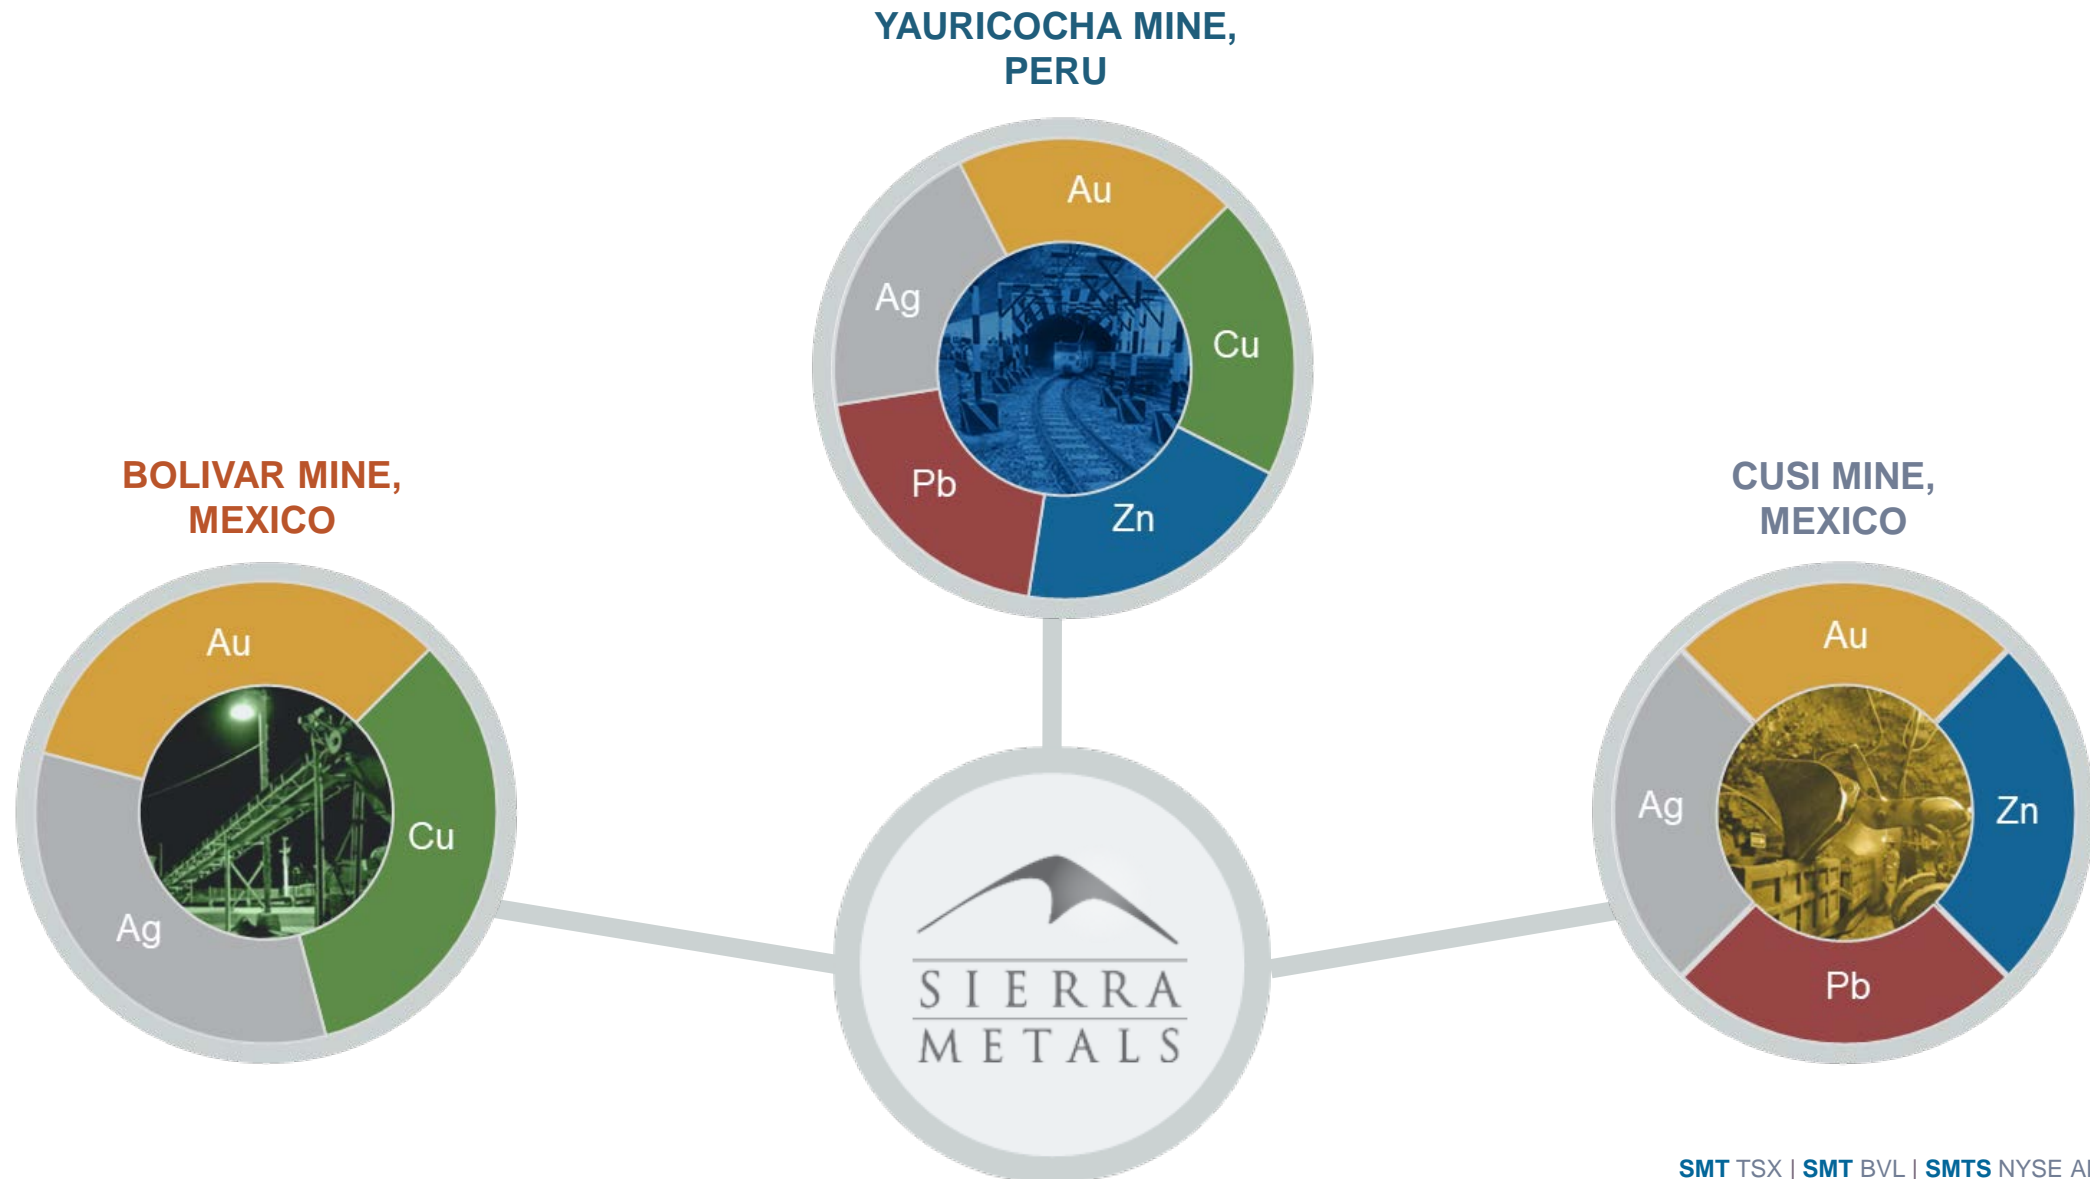 YAURICOCHA MINE,
PERU
Au
Ag
Cu
Pb
Zn
BOLIVAR MINE,
MEXICO
Au
Cu
Ag
CUSI MINE,
MEXICO
Au
Ag
Zn
Pb
SIERRA
METALS
SMT TSX | SMT BVL | SMTS NYSE